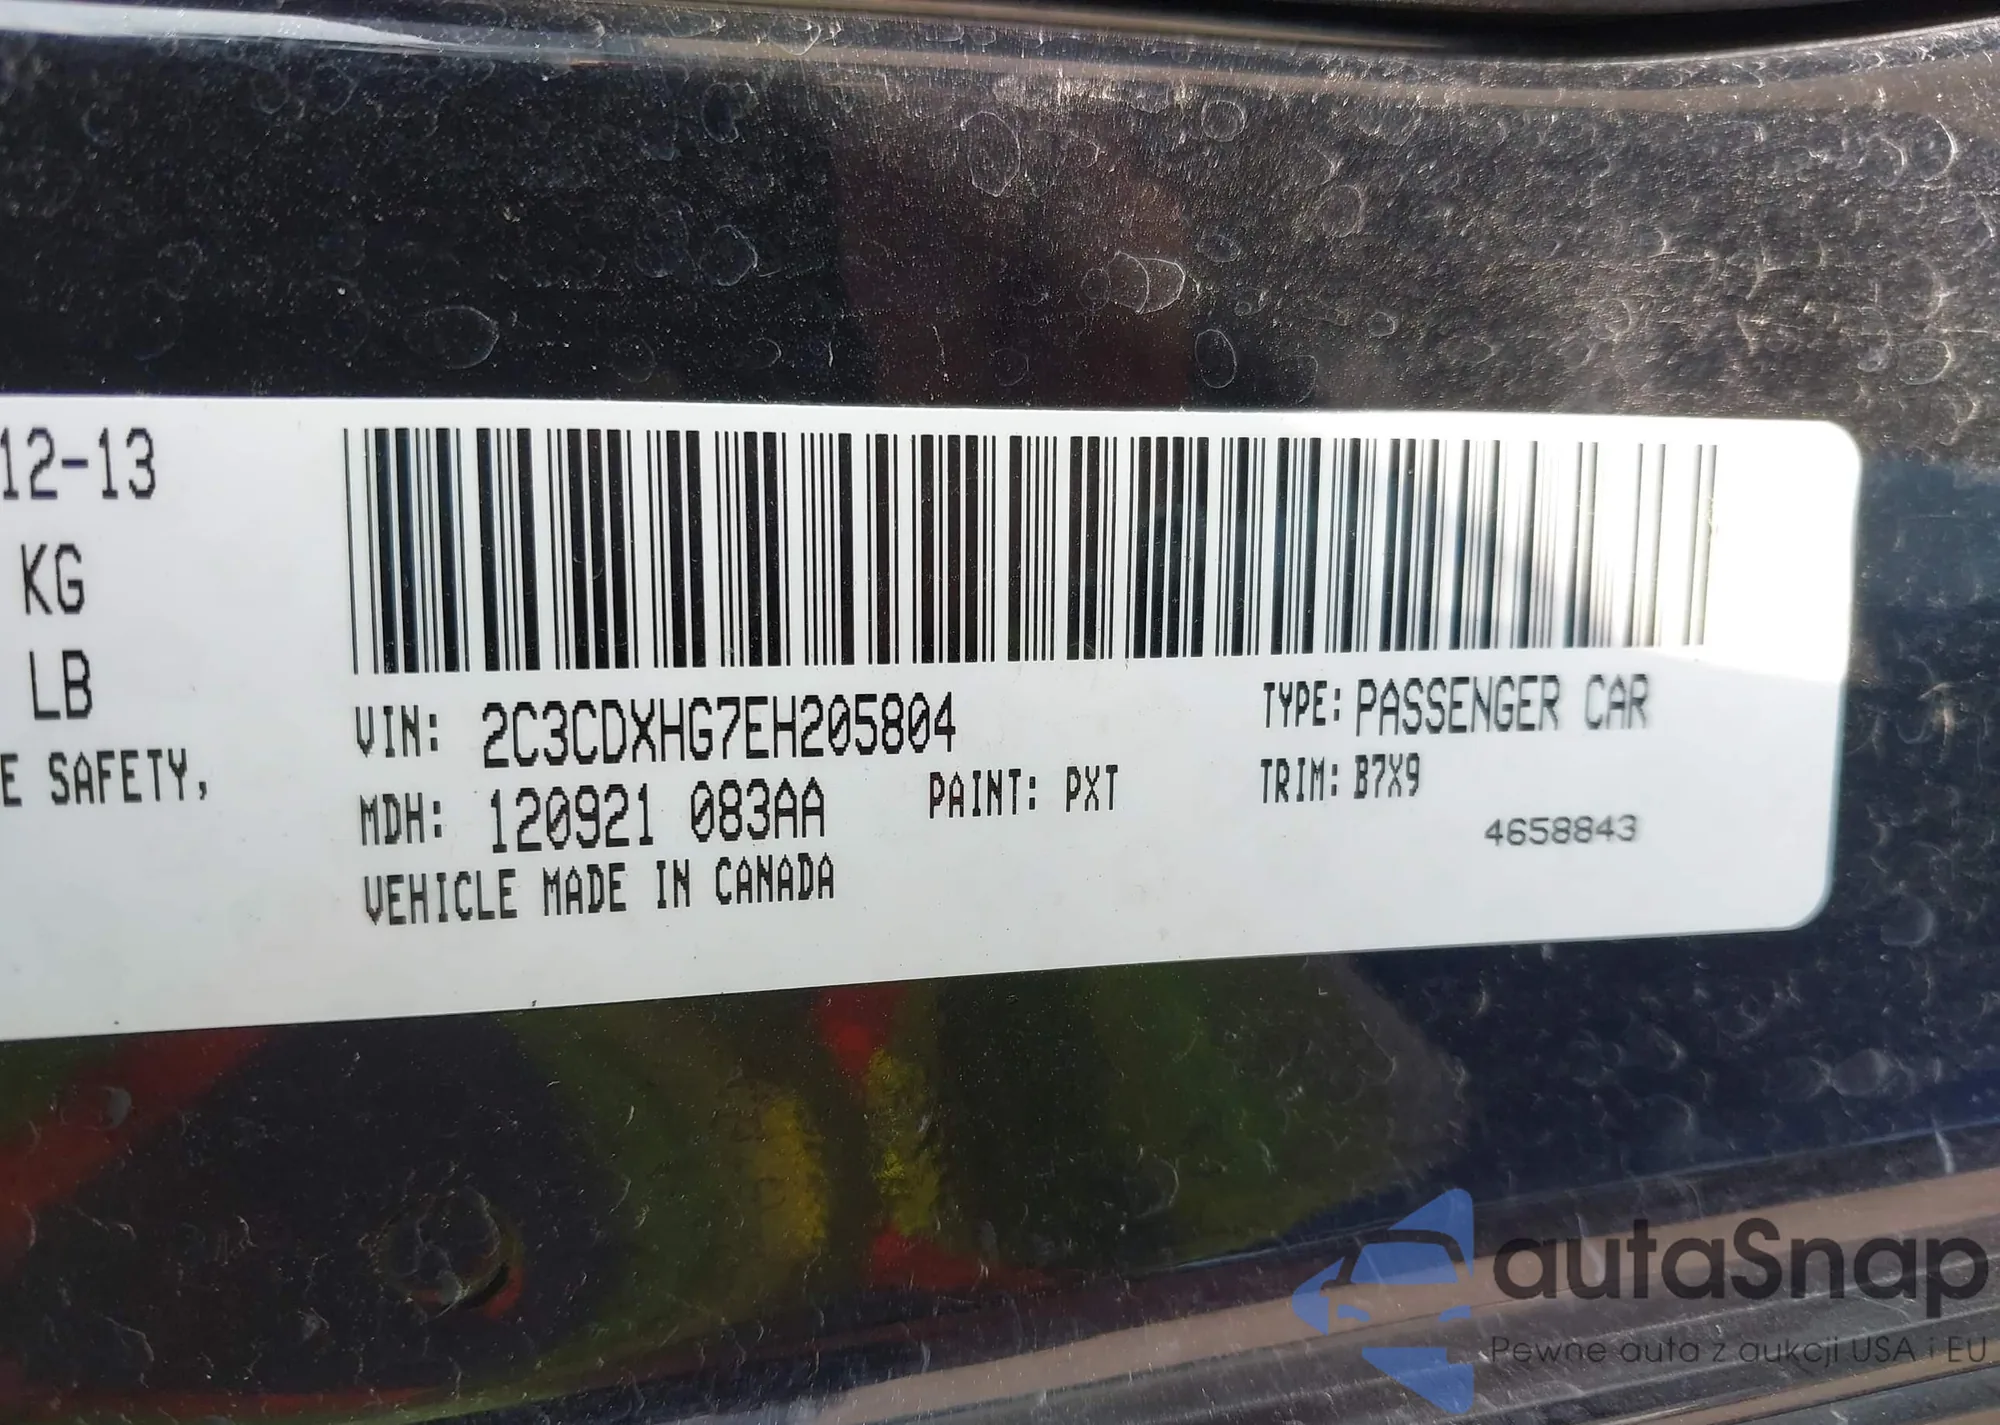 12-13
KG
LB
E SAFETY,
VIN: 2C3CDXHG7EH205804
TYPE: PASSENGER CAR
MDH: 120921 083AA
PAINT: PXT
TRIM: B7X9
VEHICLE MADE IN CANADA
4658843
autaSnap
Pewne auta z aukcji USA i EU